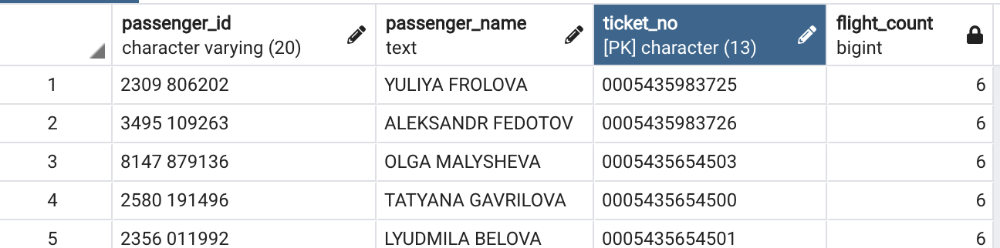 passenger_id passenger_name ticket_no flight_count
character varying (20) text [PK] character (13) bigint
1 2309 806202 YULIYA FROLOVA 0005435983725 6
2 3495 109263 ALEKSANDR FEDOTOV 0005435983726 6
3 8147 879136 OLGA MALYSHEVA 0005435654503 6
4 2580 191496 TATYANA GAVRILOVA 0005435654500 6
5 2356 011992 LYUDMILA BELOVA 0005435654501 6